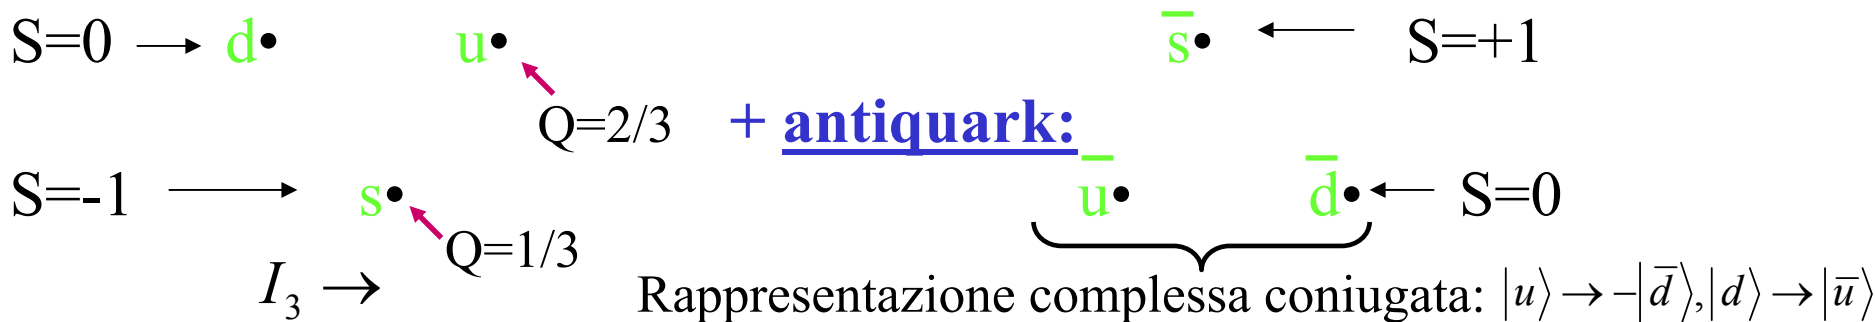 S=0 → d• u• s̅• ← S=+1
Q=2/3 + antiquark:
S=-1 → s• u̅• d̅• ← S=0
Q=1/3
I₃ → Rappresentazione complessa coniugata: |u⟩ → −|d̅⟩, |d⟩ → |u̅⟩